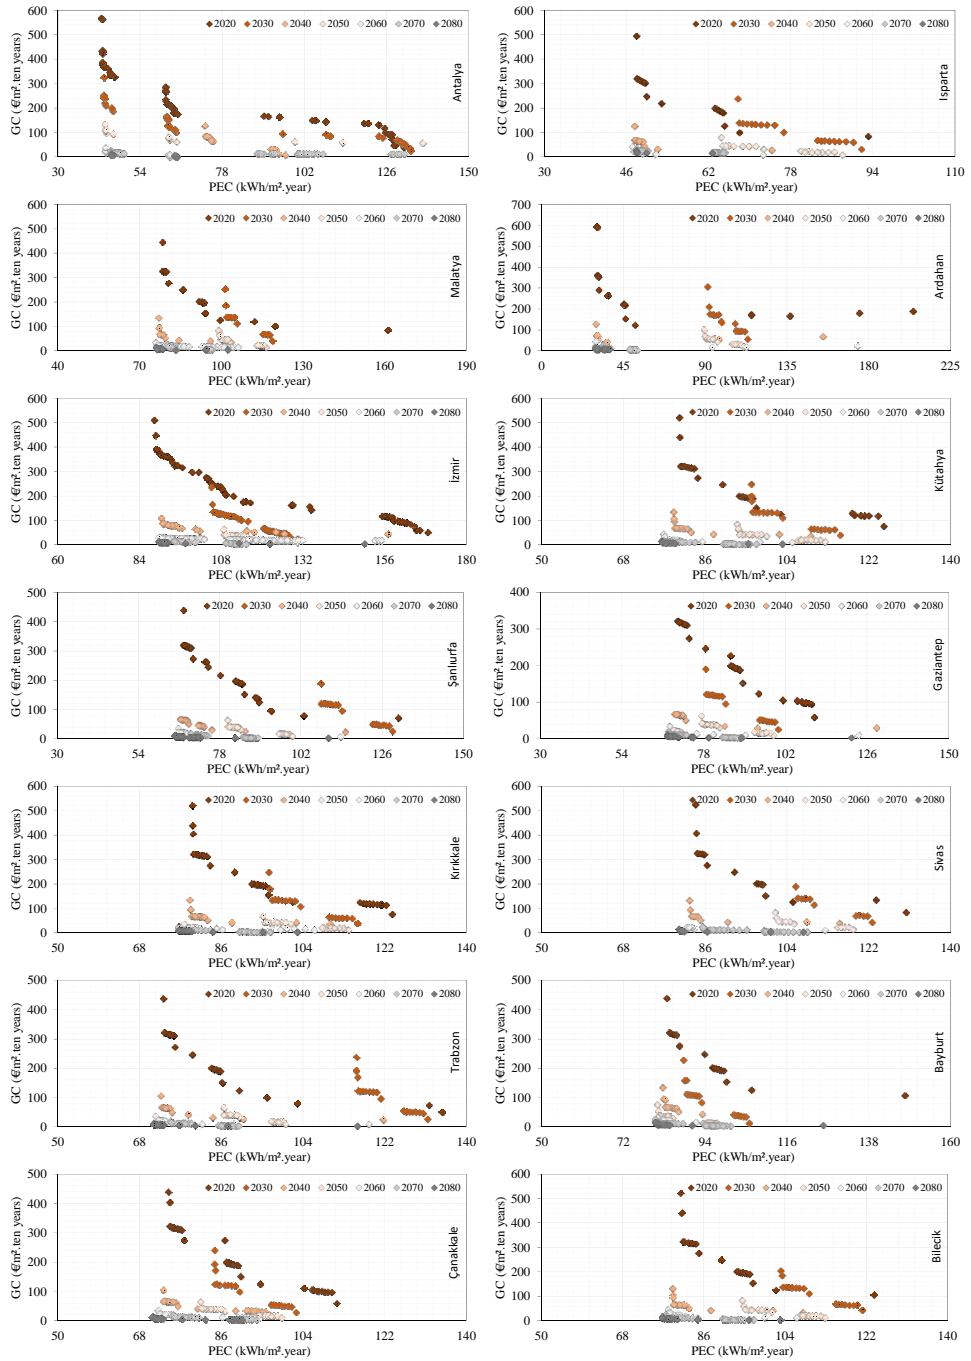 600
◆2020 ◆2030 ◆2040 ◆2050 ◆2060 ◆2070 ◆2080
500
400
300
200
100
0
GC (€/m².ten years)
Antalya
30 62 94 126 150
PEC (kWh/m².year)
600
◆2020 ◆2030 ◆2040 ◆2050 ◆2060 ◆2070 ◆2080
500
400
300
200
100
0
GC (€/m².ten years)
Isparta
30 46 62 78 94 110
PEC (kWh/m².year)
600
◆2020 ◆2030 ◆2040 ◆2050 ◆2060 ◆2070 ◆2080
500
400
300
200
100
0
GC (€/m².ten years)
Malatya
40 70 100 130 160 190
PEC (kWh/m².year)
700
◆2020 ◆2030 ◆2040 ◆2050 ◆2060 ◆2070 ◆2080
600
500
400
300
200
100
0
GC (€/m².ten years)
Ardahan
0 45 90 135 180 225
PEC (kWh/m².year)
600
◆2020 ◆2030 ◆2040 ◆2050 ◆2060 ◆2070 ◆2080
500
400
300
200
100
0
GC (€/m².ten years)
İzmir
60 83 108 133 158 180
PEC (kWh/m².year)
600
◆2020 ◆2030 ◆2040 ◆2050 ◆2060 ◆2070 ◆2080
500
400
300
200
100
0
GC (€/m².ten years)
Kütahya
50 68 86 104 122 140
PEC (kWh/m².year)
500
◆2020 ◆2030 ◆2040 ◆2050 ◆2060 ◆2070 ◆2080
400
300
200
100
0
GC (€/m².ten years)
Şanlıurfa
30 54 78 102 126 150
PEC (kWh/m².year)
400
◆2020 ◆2030 ◆2040 ◆2050 ◆2060 ◆2070 ◆2080
300
200
100
0
GC (€/m².ten years)
Gaziantep
30 54 78 102 126 150
PEC (kWh/m².year)
600
◆2020 ◆2030 ◆2040 ◆2050 ◆2060 ◆2070 ◆2080
500
400
300
200
100
0
GC (€/m².ten years)
Kırıkkale
50 68 86 104 122 140
PEC (kWh/m².year)
600
◆2020 ◆2030 ◆2040 ◆2050 ◆2060 ◆2070 ◆2080
500
400
300
200
100
0
GC (€/m².ten years)
Sivas
50 68 86 104 122 140
PEC (kWh/m².year)
500
◆2020 ◆2030 ◆2040 ◆2050 ◆2060 ◆2070 ◆2080
400
300
200
100
0
GC (€/m².ten years)
Trabzon
50 68 86 104 122 140
PEC (kWh/m².year)
500
◆2020 ◆2030 ◆2040 ◆2050 ◆2060 ◆2070 ◆2080
400
300
200
100
0
GC (€/m².ten years)
Bayburt
50 72 94 116 138 160
PEC (kWh/m².year)
500
◆2020 ◆2030 ◆2040 ◆2050 ◆2060 ◆2070 ◆2080
400
300
200
100
0
GC (€/m².ten years)
Çanakkale
50 68 86 104 122 140
PEC (kWh/m².year)
600
◆2020 ◆2030 ◆2040 ◆2050 ◆2060 ◆2070 ◆2080
500
400
300
200
100
0
GC (€/m².ten years)
Bilecik
50 68 86 104 122 140
PEC (kWh/m².year)